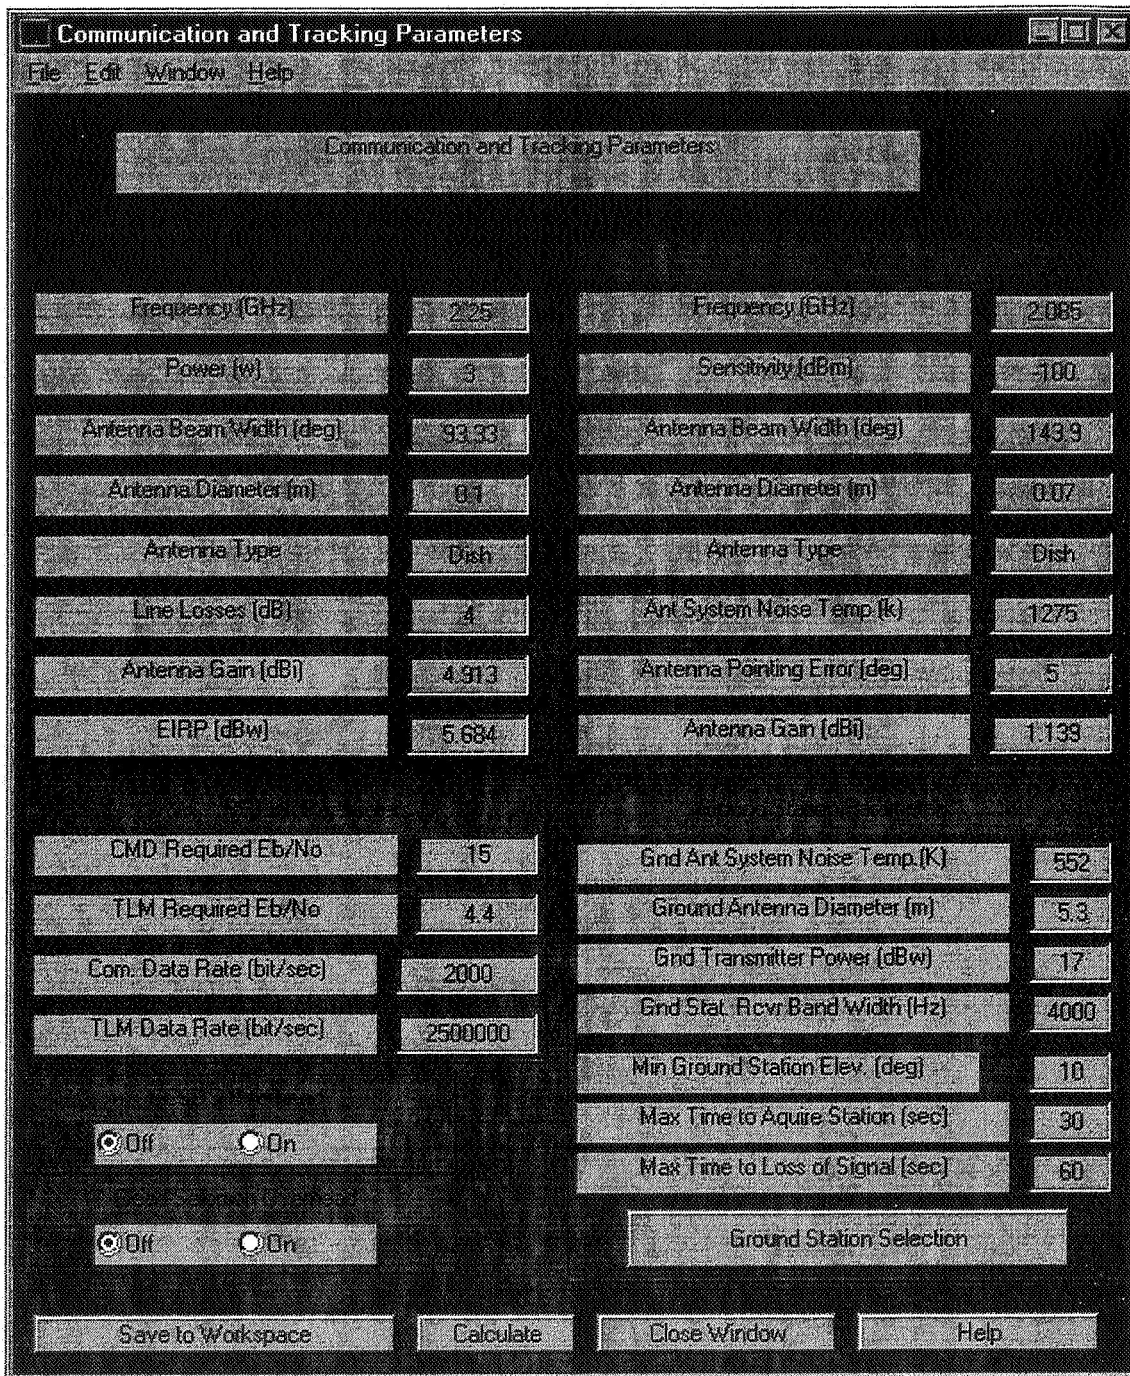 Communication and Tracking Parameters
File Edit Window Help
Communication and Tracking Parameters
Frequency (GHz) 2.25
Power (w) 3
Antenna Beam Width (deg) 93.33
Antenna Diameter (m) 0.1
Antenna Type Dish
Line Losses (dB) 4
Antenna Gain (dBi) 4.913
EIRP (dBw) 5.684
Frequency (GHz) 2.085
Sensitivity (dBm) -100
Antenna Beam Width (deg) 143.9
Antenna Diameter (m) 0.07
Antenna Type Dish
Ant System Noise Temp.(k) 1275
Antenna Pointing Error (deg) 5
Antenna Gain (dBi) 1.139
CMD Required Eb/No 15
TLM Required Eb/No 4.4
Com. Data Rate (bit/sec) 2000
TLM Data Rate (bit/sec) 2500000
Off On
Off On
Gnd Ant System Noise Temp.(K) 552
Ground Antenna Diameter (m) 5.3
Gnd Transmitter Power (dBw) 17
Gnd Stat. Rcvr Band Width (Hz) 4000
Min Ground Station Elev. (deg) 10
Max Time to Aquire Station (sec) 30
Max Time to Loss of Signal (sec) 60
Ground Station Selection
Save to Workspace Calculate Close Window Help